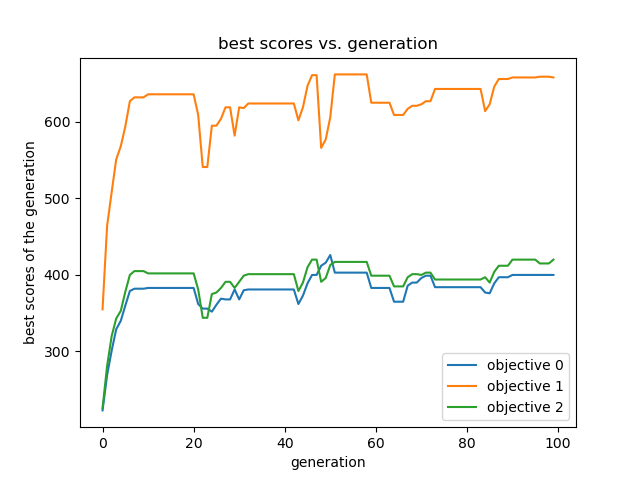 best scores vs. generation
best scores of the generation
600
500
400
300
0 20 40 60 80 100
generation
objective 0
objective 1
objective 2